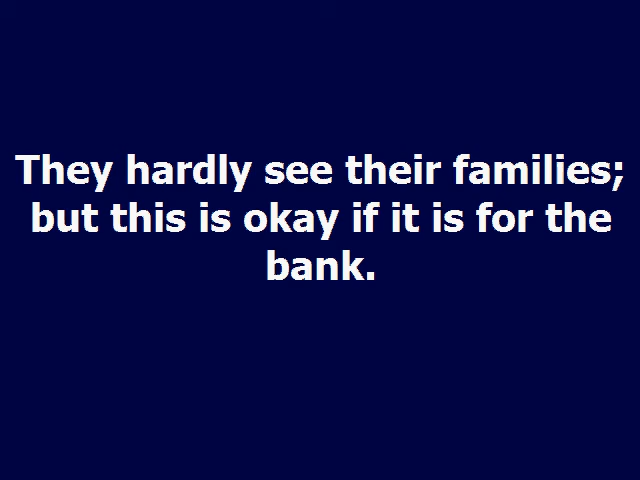 They hardly see their families;
but this is okay if it is for the
bank.